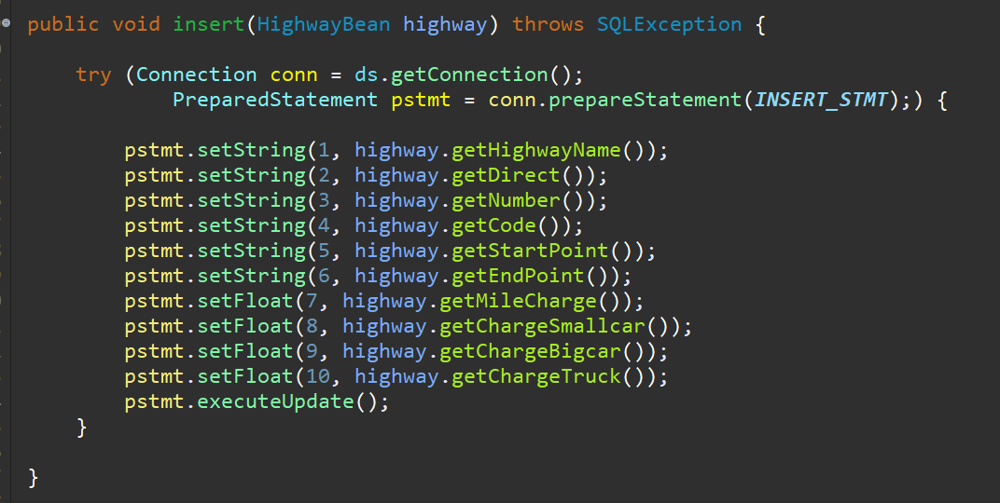 public void insert(HighwayBean highway) throws SQLException {
try (Connection conn = ds.getConnection();
PreparedStatement pstmt = conn.prepareStatement(INSERT_STMT);) {
pstmt.setString(1, highway.getHighwayName());
pstmt.setString(2, highway.getDirect());
pstmt.setString(3, highway.getNumber());
pstmt.setString(4, highway.getCode());
pstmt.setString(5, highway.getStartPoint());
pstmt.setString(6, highway.getEndPoint());
pstmt.setFloat(7, highway.getMileCharge());
pstmt.setFloat(8, highway.getChargeSmallcar());
pstmt.setFloat(9, highway.getChargeBigcar());
pstmt.setFloat(10, highway.getChargeTruck());
pstmt.executeUpdate();
}
}